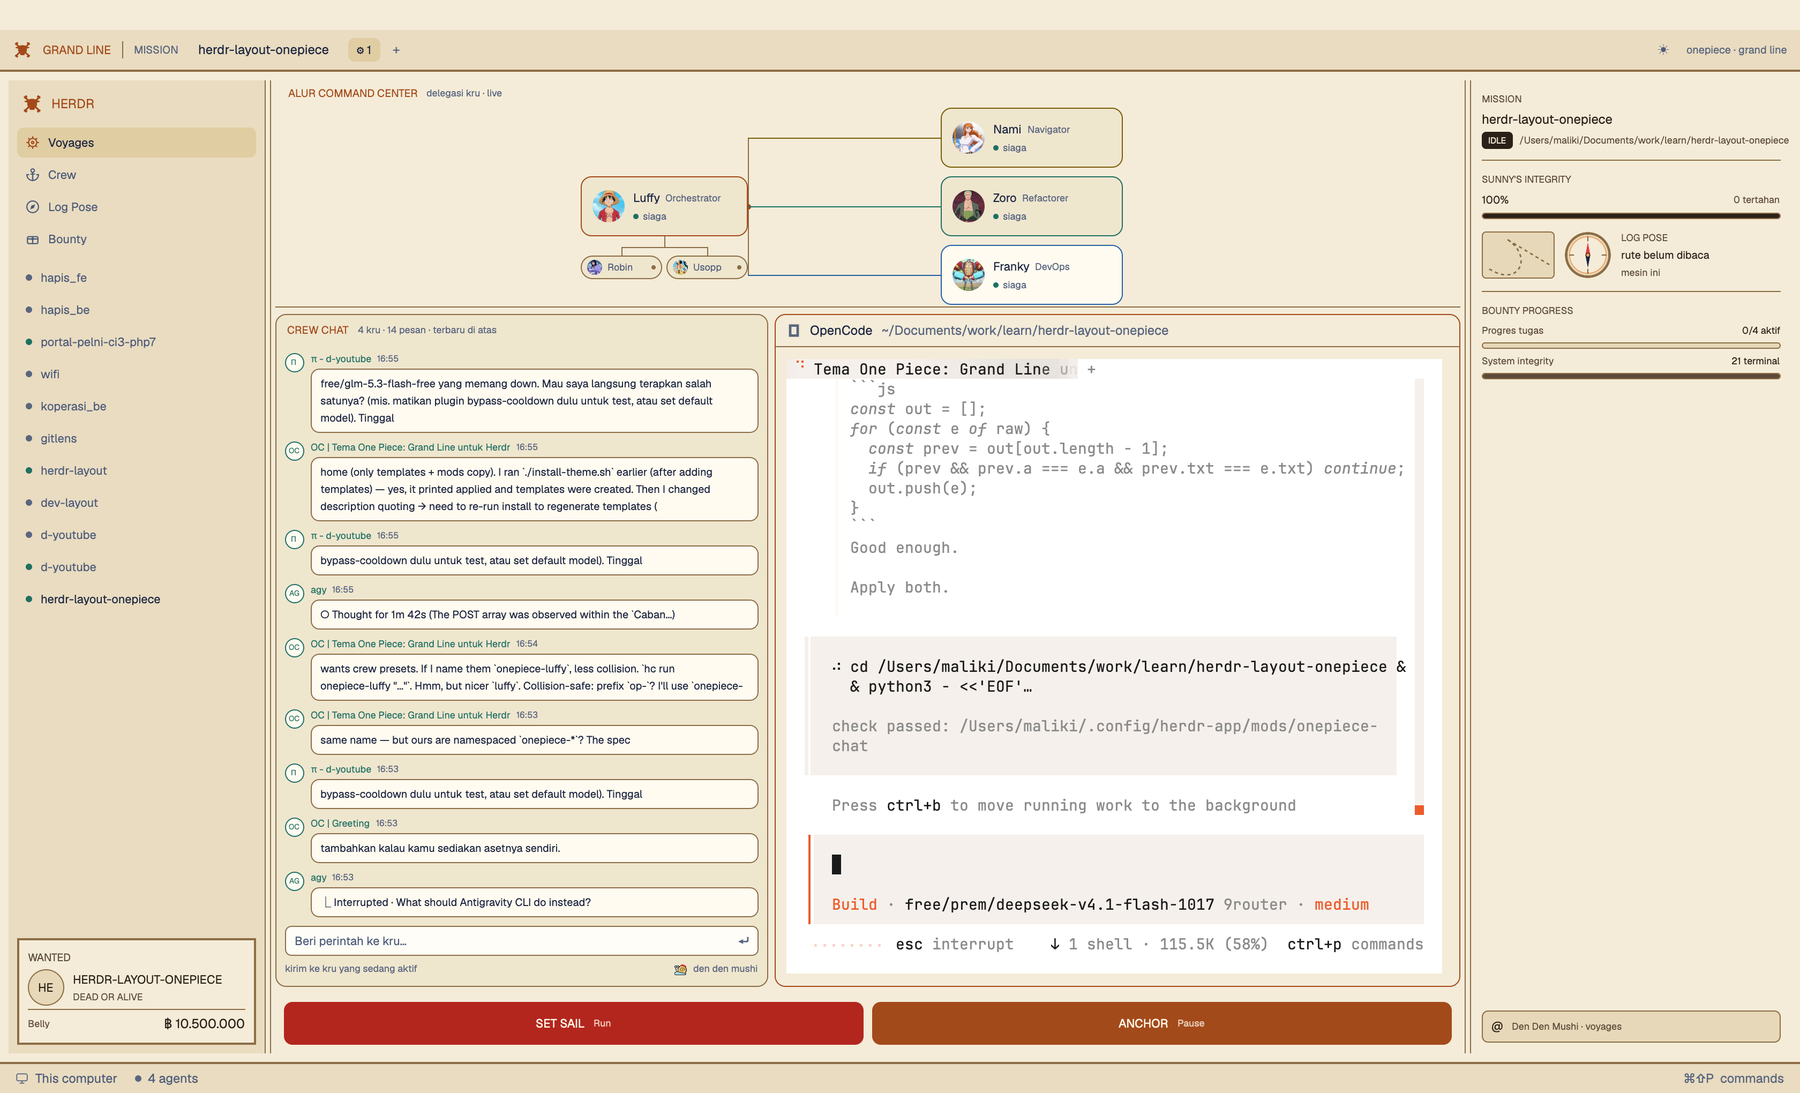 GRAND LINE
MISSION
herdr-layout-onepiece
1
+
onepiece · grand line
HERDR
Voyages
Crew
Log Pose
Bounty
hapis_fe
hapis_be
portal-pelni-ci3-php7
wifi
koperasi_be
gitlens
herdr-layout
dev-layout
d-youtube
d-youtube
herdr-layout-onepiece
WANTED
HE
HERDR-LAYOUT-ONEPIECE
DEAD OR ALIVE
Belly
฿ 10.500.000
ALUR COMMAND CENTER
delegasi kru · live
Luffy Orchestrator
siaga
Robin
Usopp
Nami Navigator
siaga
Zoro Refactorer
siaga
Franky DevOps
siaga
CREW CHAT 4 kru · 14 pesan · terbaru di atas
π
π - d-youtube 16:55
free/glm-5.3-flash-free yang memang down. Mau saya langsung terapkan salah
satunya? (mis. matikan plugin bypass-cooldown dulu untuk test, atau set default
model). Tinggal
OC
OC | Tema One Piece: Grand Line untuk Herdr 16:55
home (only templates + mods copy). I ran `./install-theme.sh` earlier (after adding
templates) — yes, it printed applied and templates were created. Then I changed
description quoting → need to re-run install to regenerate templates (
π
π - d-youtube 16:55
bypass-cooldown dulu untuk test, atau set default model). Tinggal
AG
agy 16:55
O Thought for 1m 42s (The POST array was observed within the `Caban...)
OC
OC | Tema One Piece: Grand Line untuk Herdr 16:54
wants crew presets. If I name them `onepiece-luffy`, less collision. `hc run
onepiece-luffy "..."`. Hmm, but nicer `luffy`. Collision-safe: prefix `op-`? I'll use `onepiece-
OC
OC | Tema One Piece: Grand Line untuk Herdr 16:53
same name — but ours are namespaced `onepiece-*`? The spec
π
π - d-youtube 16:53
bypass-cooldown dulu untuk test, atau set default model). Tinggal
OC
OC | Greeting 16:53
tambahkan kalau kamu sediakan asetnya sendiri.
AG
agy 16:53
⎿ Interrupted · What should Antigravity CLI do instead?
Beri perintah ke kru...
kirim ke kru yang sedang aktif
den den mushi
OpenCode ~/Documents/work/learn/herdr-layout-onepiece
Tema One Piece: Grand Line un +
```js
const out = [];
for (const e of raw) {
const prev = out[out.length - 1];
if (prev && prev.a === e.a && prev.txt === e.txt) continue;
out.push(e);
}
```
Good enough.
Apply both.
cd /Users/maliki/Documents/work/learn/herdr-layout-onepiece &
& python3 - <<'EOF'…
check passed: /Users/maliki/.config/herdr-app/mods/onepiece-
chat
Press ctrl+b to move running work to the background
Build · free/prem/deepseek-v4.1-flash-1017 9router · medium
esc interrupt ↓ 1 shell · 115.5K (58%) ctrl+p commands
SET SAIL Run
ANCHOR Pause
MISSION
herdr-layout-onepiece
IDLE /Users/maliki/Documents/work/learn/herdr-layout-onepiece
SUNNY'S INTEGRITY
100% 0 tertahan
LOG POSE
rute belum dibaca
mesin ini
BOUNTY PROGRESS
Progres tugas 0/4 aktif
System integrity 21 terminal
@ Den Den Mushi · voyages
This computer
4 agents
⌘⇧P commands